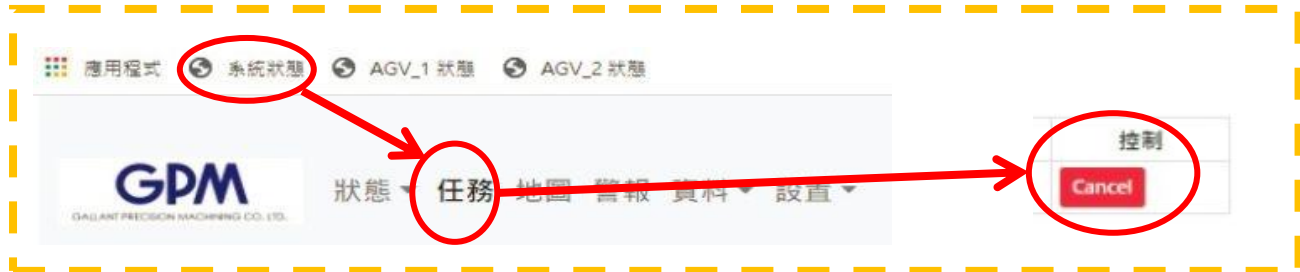 應用程式 系統狀態 AGV_1 狀態 AGV_2 狀態
控制
GPM
GALLANT PRECISION MACHINING CO., LTD.
狀態 任務 地圖 警報 資料 設置
Cancel